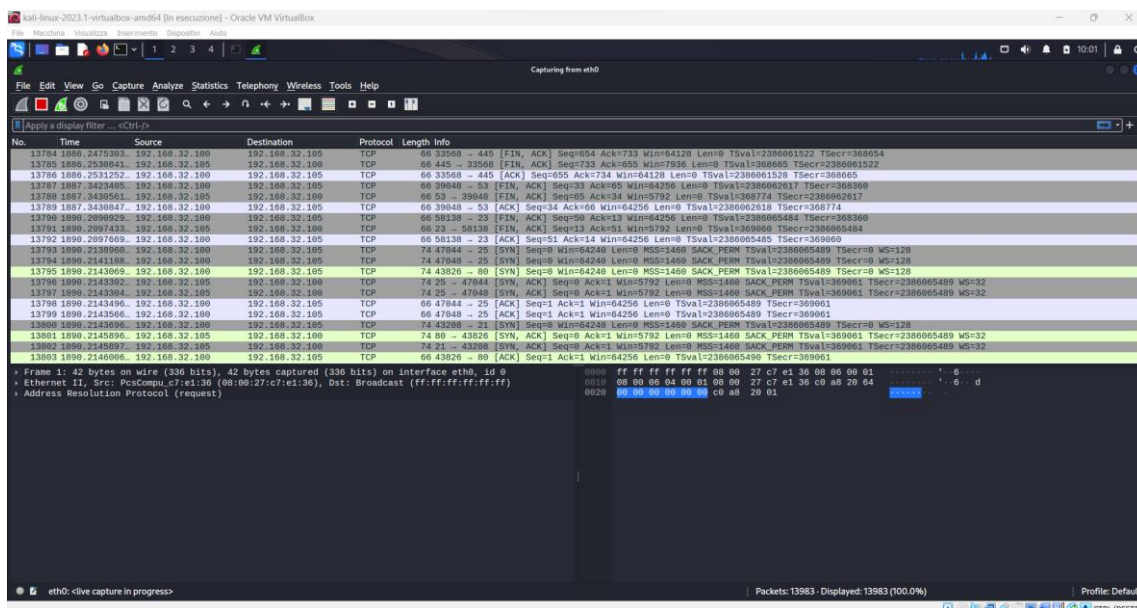 kali-linux-2023.1-virtualbox-amd64 [In esecuzione] - Oracle VM VirtualBox
File Macchina Visualizza Inserimento Dispositivi Aiuto
1 2 3 4 10:01
Capturing from eth0
File Edit View Go Capture Analyze Statistics Telephony Wireless Tools Help
Apply a display filter ... <Ctrl-/>
No. Time Source Destination Protocol Length Info
13784 1886.2475303… 192.168.32.100 192.168.32.105 TCP 66 33568 → 445 [FIN, ACK] Seq=654 Ack=733 Win=64128 Len=0 TSval=2386061522 TSecr=368654
13785 1886.2530841… 192.168.32.105 192.168.32.100 TCP 66 445 → 33568 [FIN, ACK] Seq=733 Ack=655 Win=7936 Len=0 TSval=368665 TSecr=2386061522
13786 1886.2531252… 192.168.32.100 192.168.32.105 TCP 66 33568 → 445 [ACK] Seq=655 Ack=734 Win=64128 Len=0 TSval=2386061528 TSecr=368665
13787 1887.3423405… 192.168.32.100 192.168.32.105 TCP 66 39048 → 53 [FIN, ACK] Seq=33 Ack=65 Win=64256 Len=0 TSval=2386062617 TSecr=368360
13788 1887.3430561… 192.168.32.105 192.168.32.100 TCP 66 53 → 39048 [FIN, ACK] Seq=65 Ack=34 Win=5792 Len=0 TSval=368774 TSecr=2386062617
13789 1887.3430847… 192.168.32.100 192.168.32.105 TCP 66 39048 → 53 [ACK] Seq=34 Ack=66 Win=64256 Len=0 TSval=2386062618 TSecr=368774
13790 1890.2090929… 192.168.32.100 192.168.32.105 TCP 66 58138 → 23 [FIN, ACK] Seq=50 Ack=13 Win=64256 Len=0 TSval=2386065484 TSecr=368360
13791 1890.2097433… 192.168.32.105 192.168.32.100 TCP 66 23 → 58138 [FIN, ACK] Seq=13 Ack=51 Win=5792 Len=0 TSval=369060 TSecr=2386065484
13792 1890.2097669… 192.168.32.100 192.168.32.105 TCP 66 58138 → 23 [ACK] Seq=51 Ack=14 Win=64256 Len=0 TSval=2386065485 TSecr=369060
13793 1890.2138960… 192.168.32.100 192.168.32.105 TCP 74 47044 → 25 [SYN] Seq=0 Win=64240 Len=0 MSS=1460 SACK_PERM TSval=2386065489 TSecr=0 WS=128
13794 1890.2141188… 192.168.32.100 192.168.32.105 TCP 74 47048 → 25 [SYN] Seq=0 Win=64240 Len=0 MSS=1460 SACK_PERM TSval=2386065489 TSecr=0 WS=128
13795 1890.2143069… 192.168.32.100 192.168.32.105 TCP 74 43826 → 80 [SYN] Seq=0 Win=64240 Len=0 MSS=1460 SACK_PERM TSval=2386065489 TSecr=0 WS=128
13796 1890.2143302… 192.168.32.105 192.168.32.100 TCP 74 25 → 47044 [SYN, ACK] Seq=0 Ack=1 Win=5792 Len=0 MSS=1460 SACK_PERM TSval=369061 TSecr=2386065489 WS=32
13797 1890.2143304… 192.168.32.105 192.168.32.100 TCP 74 25 → 47048 [SYN, ACK] Seq=0 Ack=1 Win=5792 Len=0 MSS=1460 SACK_PERM TSval=369061 TSecr=2386065489 WS=32
13798 1890.2143496… 192.168.32.100 192.168.32.105 TCP 66 47044 → 25 [ACK] Seq=1 Ack=1 Win=64256 Len=0 TSval=2386065489 TSecr=369061
13799 1890.2143566… 192.168.32.100 192.168.32.105 TCP 66 47048 → 25 [ACK] Seq=1 Ack=1 Win=64256 Len=0 TSval=2386065489 TSecr=369061
13800 1890.2143696… 192.168.32.100 192.168.32.105 TCP 74 43208 → 21 [SYN] Seq=0 Win=64240 Len=0 MSS=1460 SACK_PERM TSval=2386065489 TSecr=0 WS=128
13801 1890.2145896… 192.168.32.105 192.168.32.100 TCP 74 80 → 43826 [SYN, ACK] Seq=0 Ack=1 Win=5792 Len=0 MSS=1460 SACK_PERM TSval=369061 TSecr=2386065489 WS=32
13802 1890.2145897… 192.168.32.105 192.168.32.100 TCP 74 21 → 43208 [SYN, ACK] Seq=0 Ack=1 Win=5792 Len=0 MSS=1460 SACK_PERM TSval=369061 TSecr=2386065489 WS=32
13803 1890.2146006… 192.168.32.100 192.168.32.105 TCP 66 43826 → 80 [ACK] Seq=1 Ack=1 Win=64256 Len=0 TSval=2386065490 TSecr=369061
Frame 1: 42 bytes on wire (336 bits), 42 bytes captured (336 bits) on interface eth0, id 0
Ethernet II, Src: PcsCompu_c7:e1:36 (08:00:27:c7:e1:36), Dst: Broadcast (ff:ff:ff:ff:ff:ff)
Address Resolution Protocol (request)
0000 ff ff ff ff ff ff 08 00 27 c7 e1 36 08 06 00 01 ········ '··6····
0010 08 00 06 04 00 01 08 00 27 c7 e1 36 c0 a8 20 64 ········ '··6·· d
0020 00 00 00 00 00 00 c0 a8 20 01
eth0: <live capture in progress> Packets: 13983 · Displayed: 13983 (100.0%) Profile: Defau